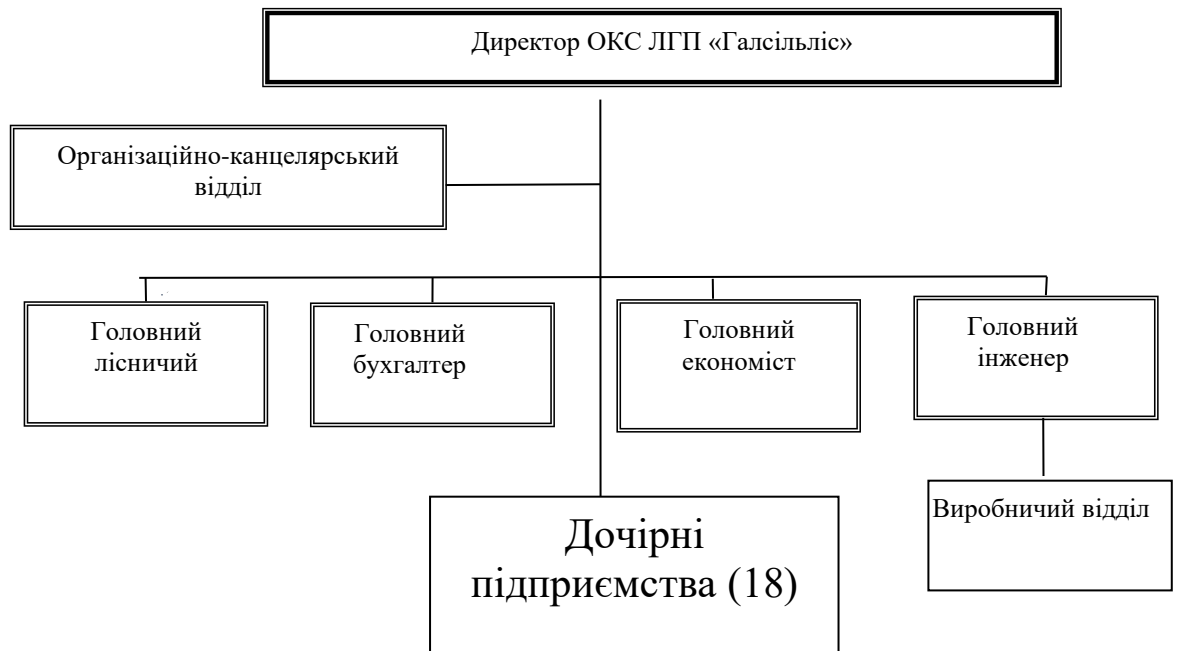 Директор ОКС ЛГП «Галсільліс»
Організаційно-канцелярський
відділ
Головний
лісничий
Головний
бухгалтер
Головний
економіст
Головний
інженер
Виробничий відділ
Дочірні
підприємства (18)